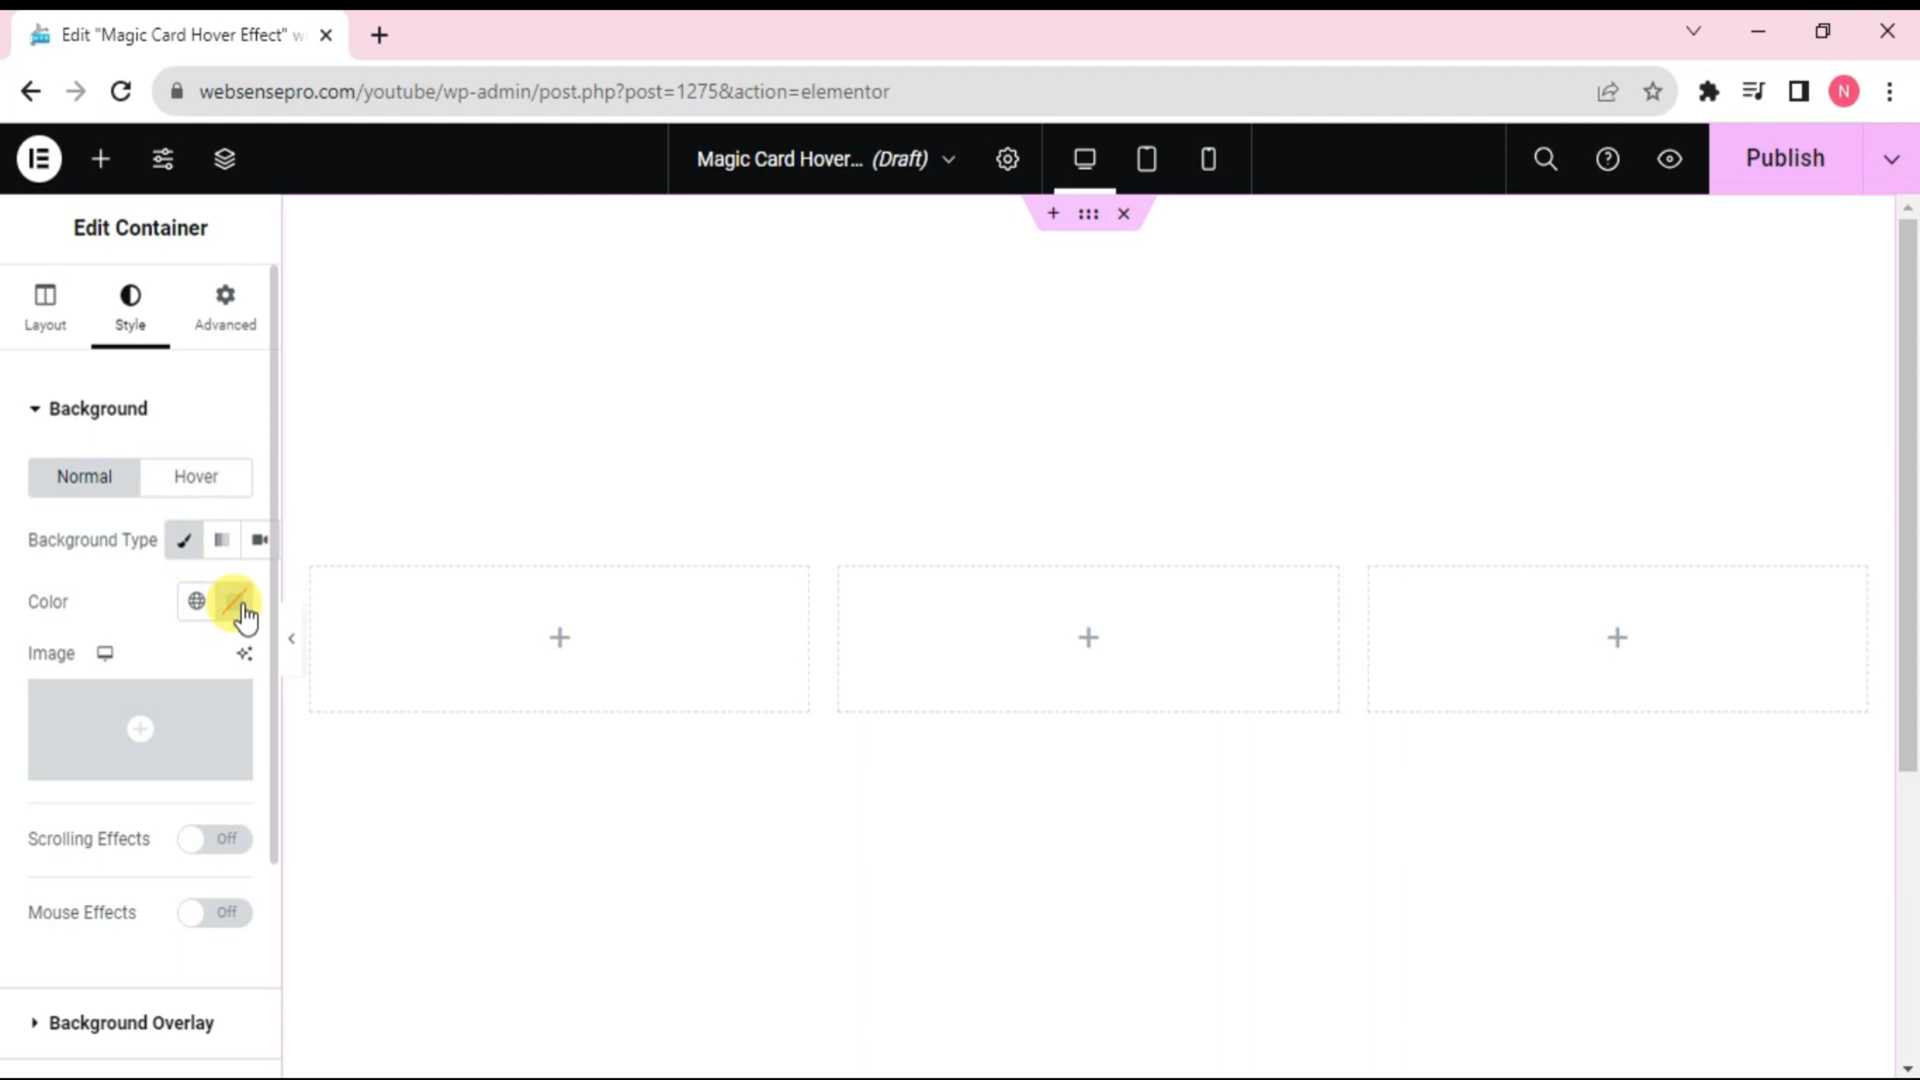 Edit "Magic Card Hover Effect" w
websensepro.com/youtube/wp-admin/post.php?post=1275&action=elementor
N
Magic Card Hover... (Draft)
Publish
Edit Container
Layout
Style
Advanced
Background
Normal
Hover
Background Type
Color
Image
Scrolling Effects
Off
Mouse Effects
Off
Background Overlay